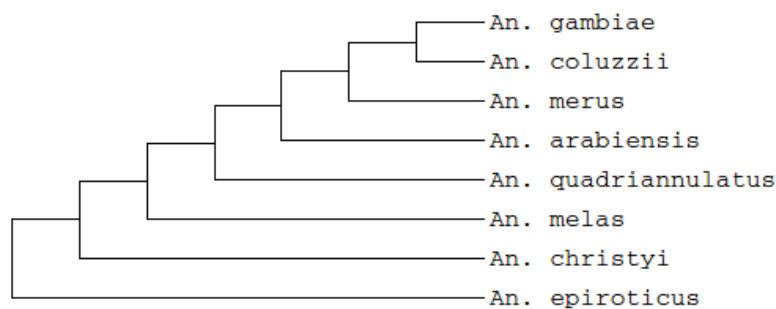 An. gambiae
An. coluzzii
An. merus
An. arabiensis
An. quadriannulatus
An. melas
An. christyi
An. epiroticus